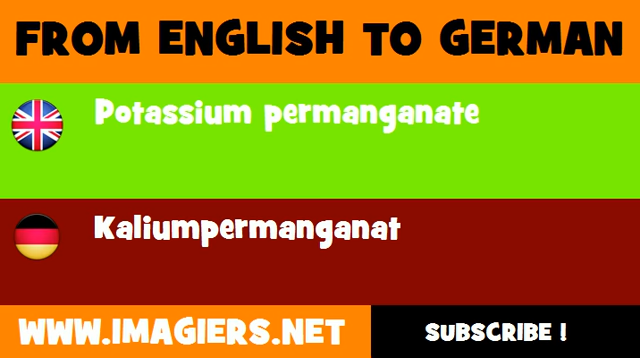 FROM ENGLISH TO GERMAN
Potassium permanganate
Kaliumpermanganat
WWW.IMAGIERS.NET
SUBSCRIBE !